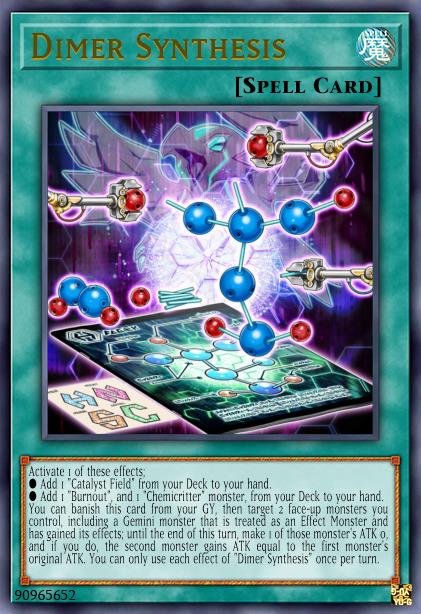 DIMER SYNTHESIS
[SPELL CARD]
Activate 1 of these effects;
● Add 1 "Catalyst Field" from your Deck to your hand.
● Add 1 "Burnout", and 1 "Chemicritter" monster, from your Deck to your hand.
You can banish this card from your GY, then target 2 face-up monsters you
control, including a Gemini monster that is treated as an Effect Monster and
has gained its effects; until the end of this turn, make 1 of those monster's ATK 0,
and if you do, the second monster gains ATK equal to the first monster's
original ATK. You can only use each effect of "Dimer Synthesis" once per turn.
90965652